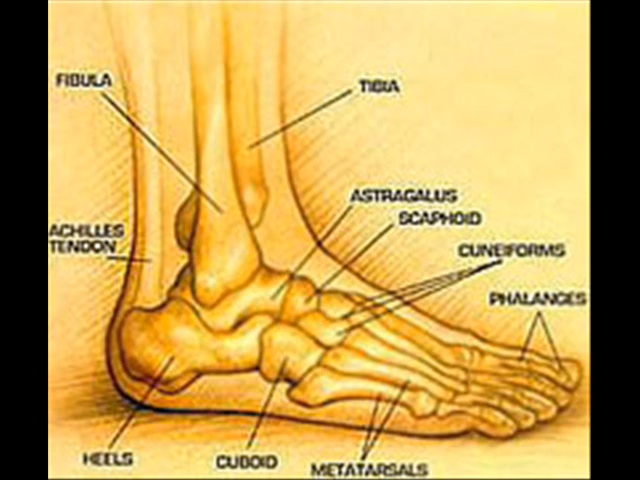 FIBULA
TIBIA
ASTRAGALUS
SCAPHOID
ACHILLES
TENDON
CUNEIFORMS
PHALANGES
HEELS
CUBOID
METATARSALS